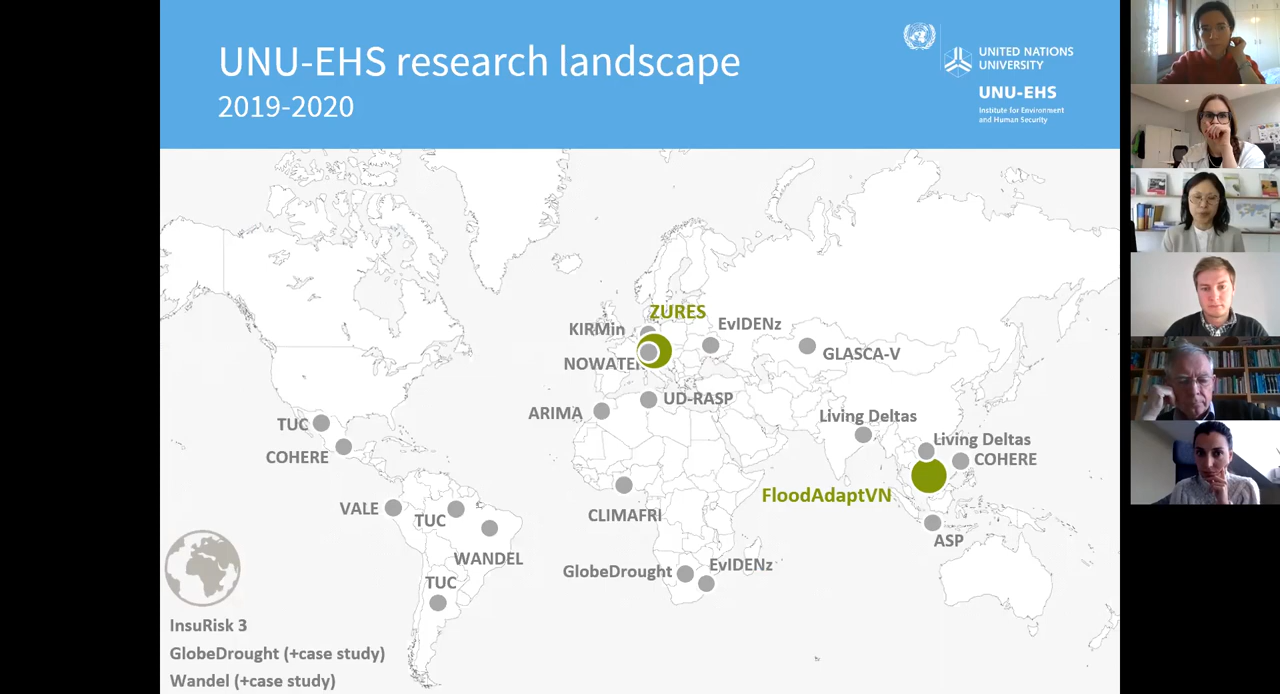 UNU-EHS research landscape
2019-2020
UNITED NATIONS
UNIVERSITY
UNU-EHS
Institute for Environment
and Human Security
ZURES
KIRMin
EvIDENz
NOWATER
GLASCA-V
UD-RASP
ARIMA
TUC
COHERE
Living Deltas
Living Deltas
COHERE
FloodAdaptVN
VALE
TUC
CLIMAFRI
ASP
WANDEL
GlobeDrought
EvIDENz
TUC
InsuRisk 3
GlobeDrought (+case study)
Wandel (+case study)